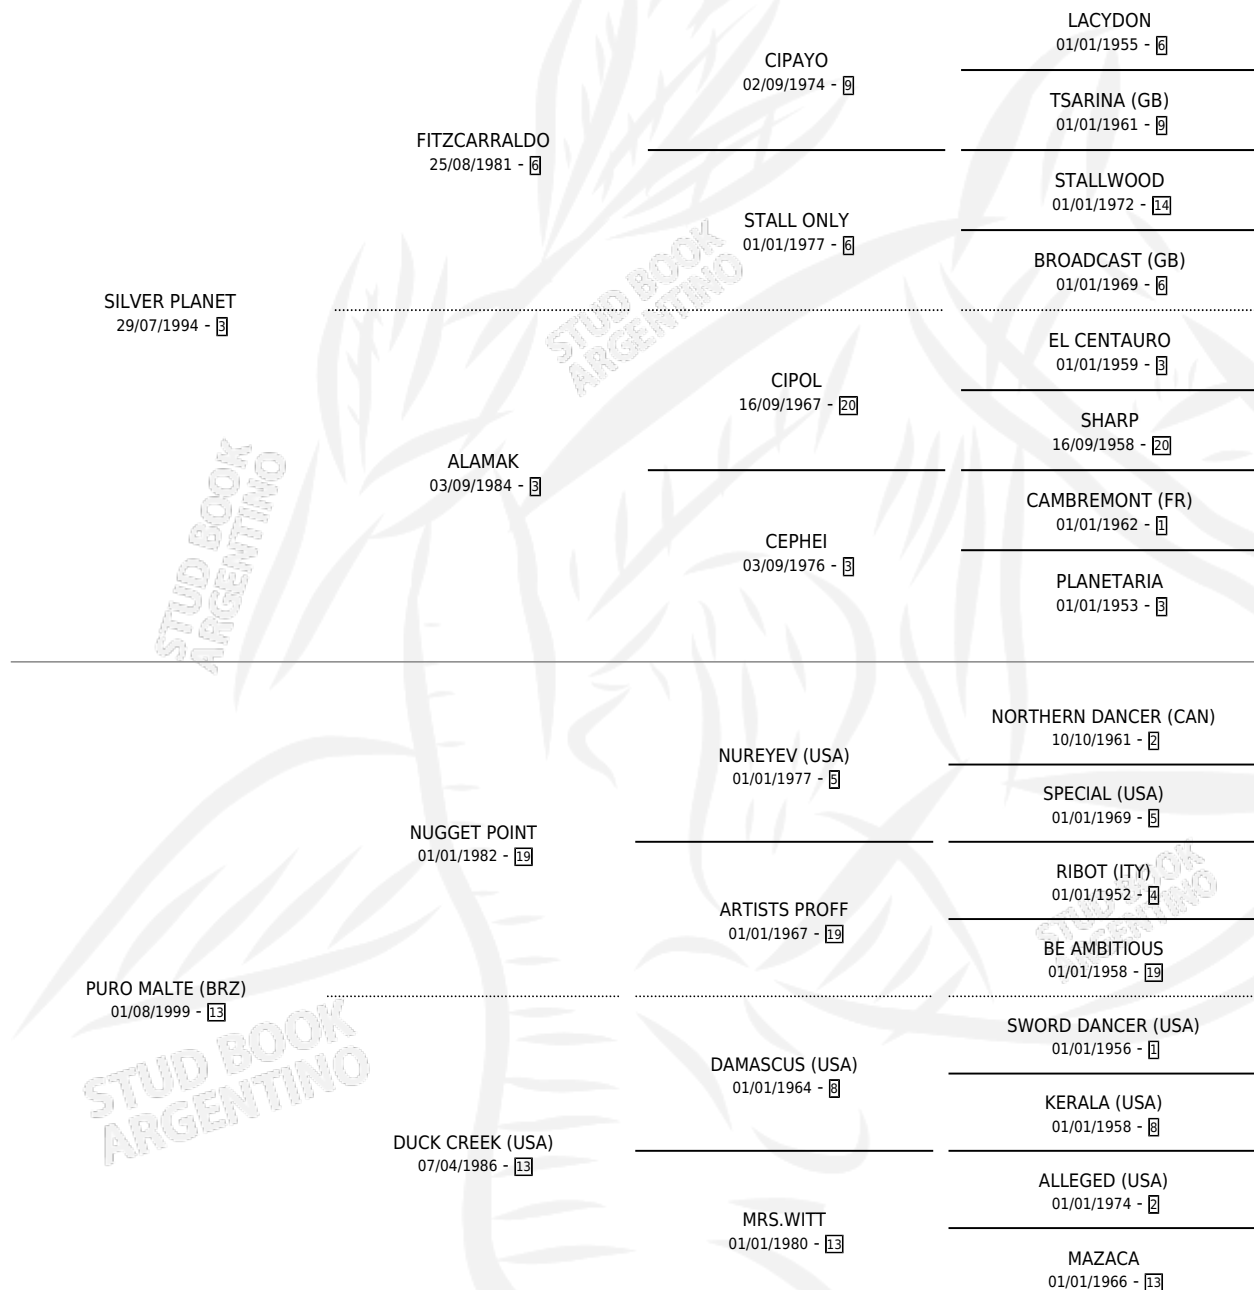 LACYDON
01/01/1955 - 6
CIPAYO
02/09/1974 - 9
TSARINA (GB)
01/01/1961 - 9
FITZCARRALDO
25/08/1981 - 6
STALLWOOD
01/01/1972 - 14
STALL ONLY
01/01/1977 - 6
BROADCAST (GB)
01/01/1969 - 6
STUD BOOK
ARGENTINO
SILVER PLANET
29/07/1994 - 3
EL CENTAURO
01/01/1959 - 3
CIPOL
16/09/1967 - 20
SHARP
16/09/1958 - 20
ALAMAK
03/09/1984 - 3
CAMBREMONT (FR)
01/01/1962 - 1
CEPHEI
03/09/1976 - 3
PLANETARIA
01/01/1953 - 3
STUD BOOK
ARGENTINO
NORTHERN DANCER (CAN)
10/10/1961 - 2
NUREYEV (USA)
01/01/1977 - 5
SPECIAL (USA)
01/01/1969 - 5
NUGGET POINT
01/01/1982 - 19
RIBOT (ITY)
01/01/1952 - 4
ARTISTS PROFF
01/01/1967 - 19
BE AMBITIOUS
01/01/1958 - 19
STUD BOOK
ARGENTINO
PURO MALTE (BRZ)
01/08/1999 - 13
SWORD DANCER (USA)
01/01/1956 - 1
DAMASCUS (USA)
01/01/1964 - 8
KERALA (USA)
01/01/1958 - 8
STUD BOOK
ARGENTINO
DUCK CREEK (USA)
07/04/1986 - 13
ALLEGED (USA)
01/01/1974 - 2
MRS.WITT
01/01/1980 - 13
MAZACA
01/01/1966 - 13